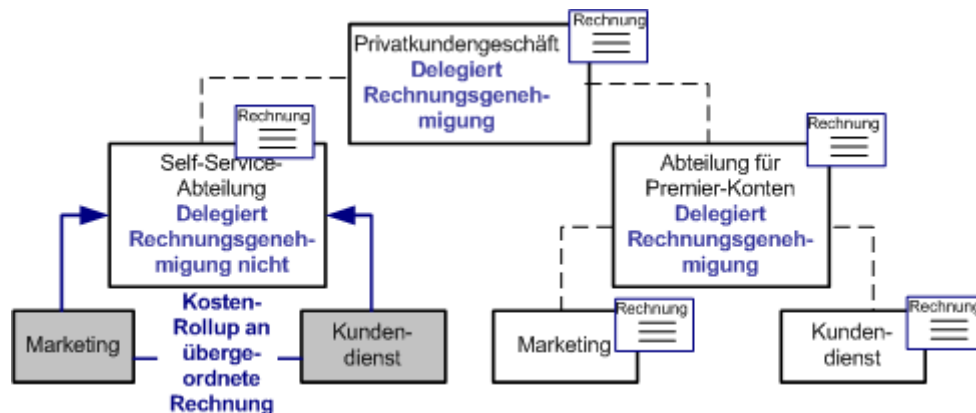 Rechnung
Privatkundengeschäft
Delegiert
Rechnungsgeneh-
migung
Rechnung
Self-Service-
Abteilung
Delegiert
Rechnungsgeneh-
migung nicht
Rechnung
Abteilung für
Premier-Konten
Delegiert
Rechnungsgeneh-
migung
Marketing
Kosten-
Rollup an
überge-
ordnete
Rechnung
Kunden-
dienst
Rechnung
Marketing
Rechnung
Kunden-
dienst